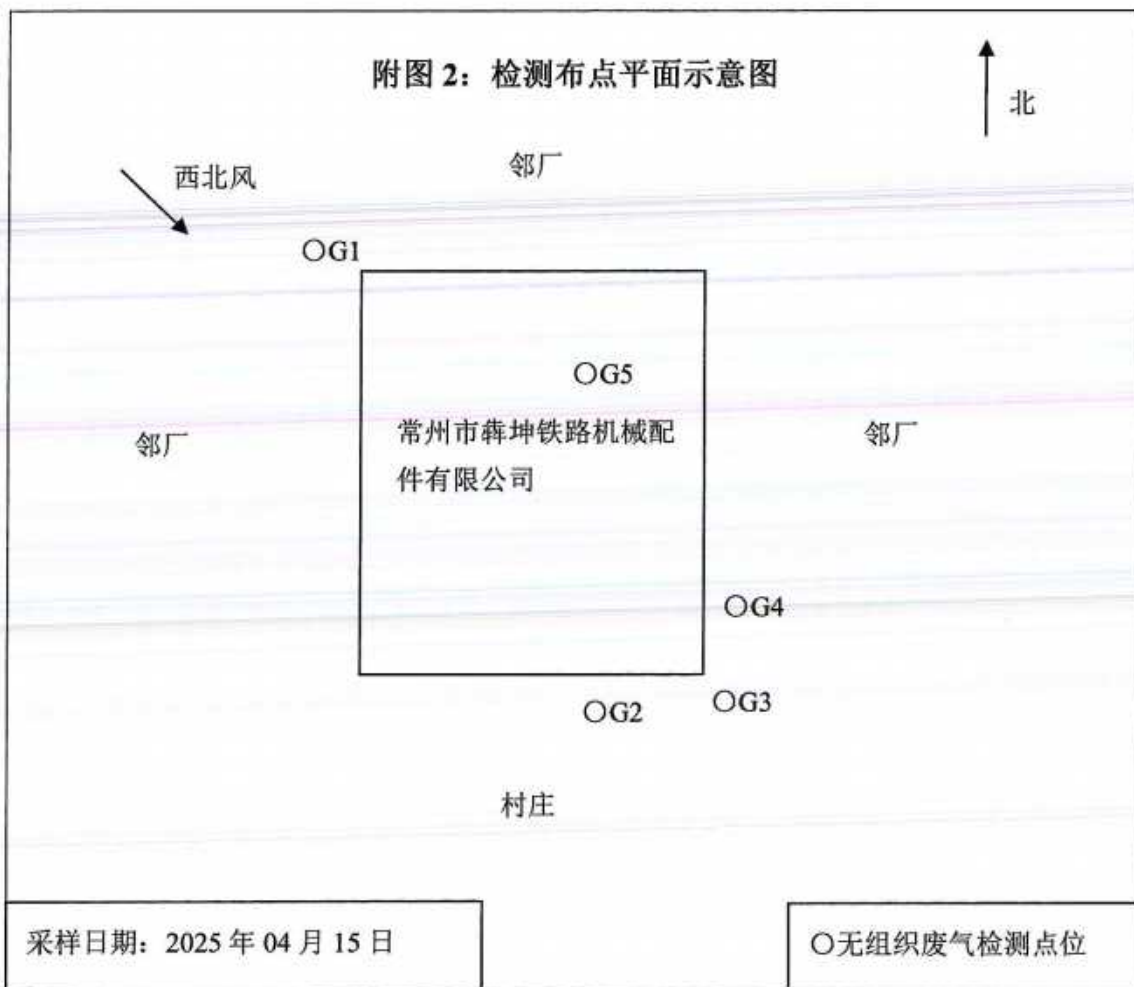 附图 2：检测布点平面示意图
北
西北风
邻厂
○G1
○G5
常州市犇坤铁路机械配
件有限公司
邻厂
邻厂
○G4
○G2
○G3
村庄
采样日期：2025 年 04 月 15 日
○无组织废气检测点位